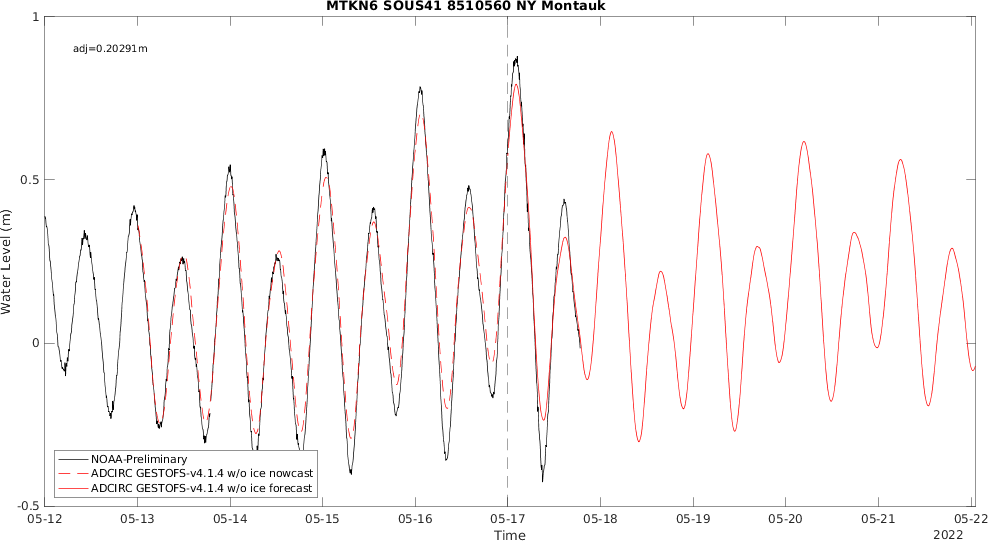 MTKN6 SOUS41 8510560 NY Montauk
adj=0.20291m
1
0.5
0
-0.5
Water Level (m)
NOAA-Preliminary
ADCIRC GESTOFS-v4.1.4 w/o ice nowcast
ADCIRC GESTOFS-v4.1.4 w/o ice forecast
05-12 05-13 05-14 05-15 05-16 05-17 05-18 05-19 05-20 05-21 05-22
Time
2022